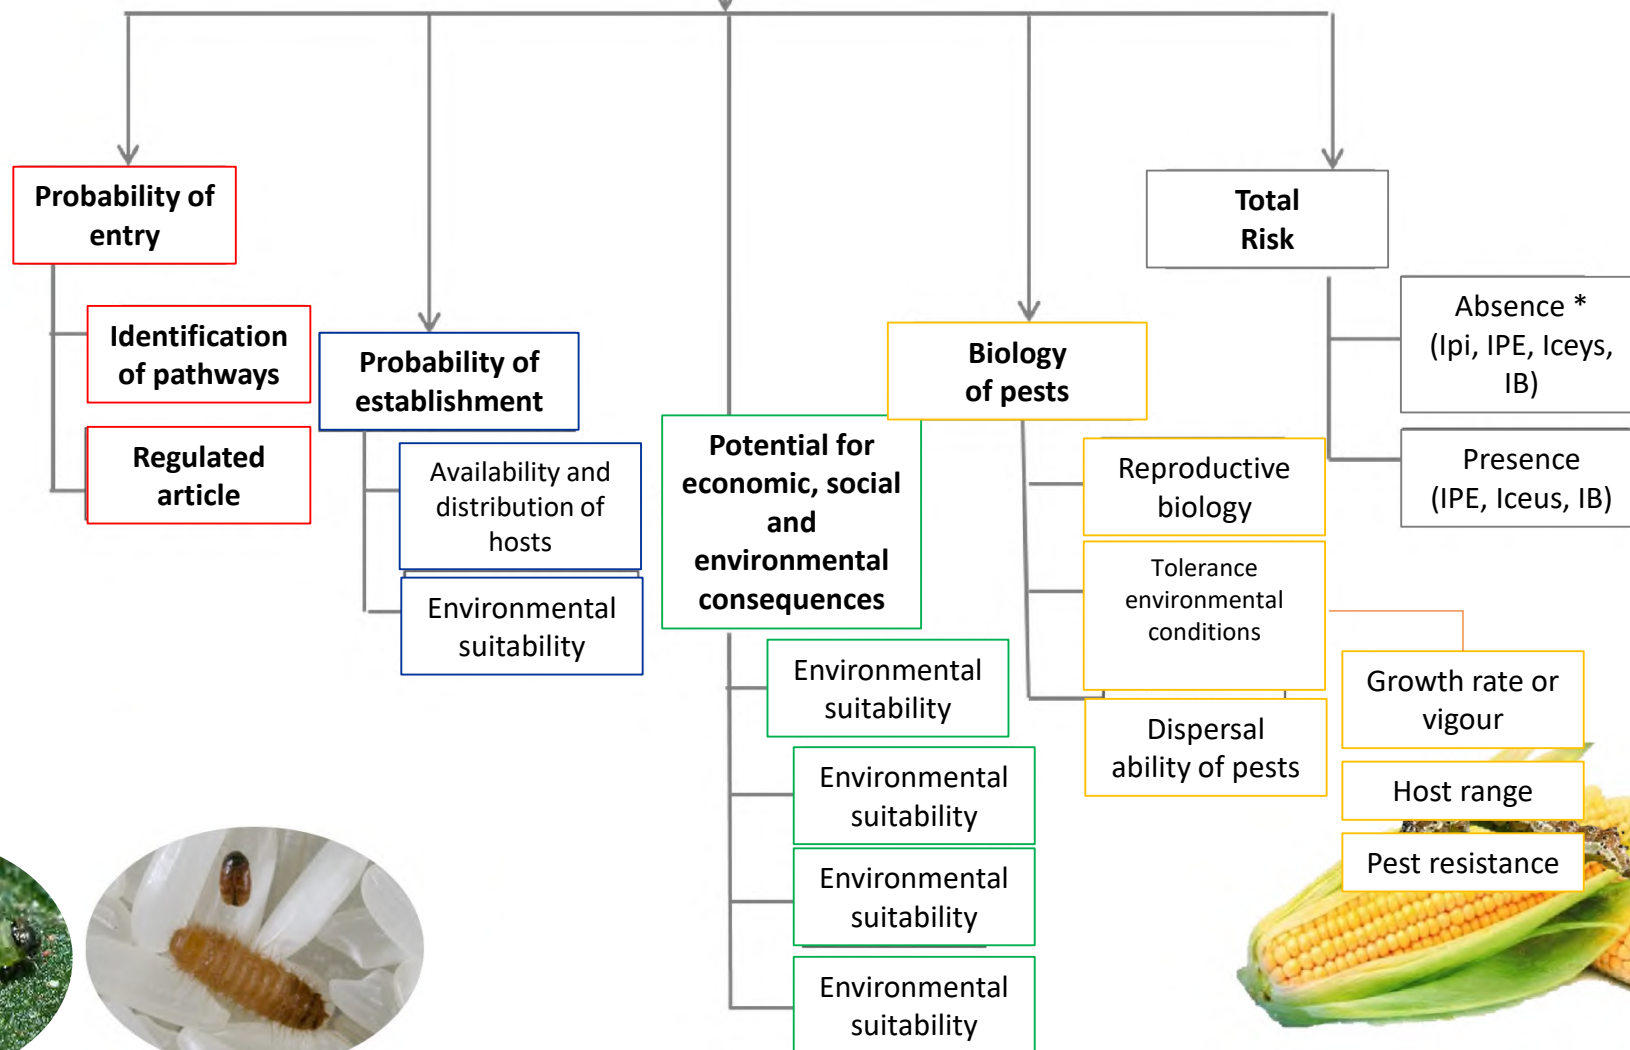 Probability of
entry
Identification
of pathways
Regulated
article
Probability of
establishment
Availability and
distribution of
hosts
Environmental
suitability
Potential for
economic, social
and
environmental
consequences
Environmental
suitability
Environmental
suitability
Environmental
suitability
Environmental
suitability
Biology
of pests
Reproductive
biology
Tolerance
environmental
conditions
Dispersal
ability of pests
Growth rate or
vigour
Host range
Pest resistance
Total
Risk
Absence *
(Ipi, IPE, Iceys,
IB)
Presence
(IPE, Iceus, IB)